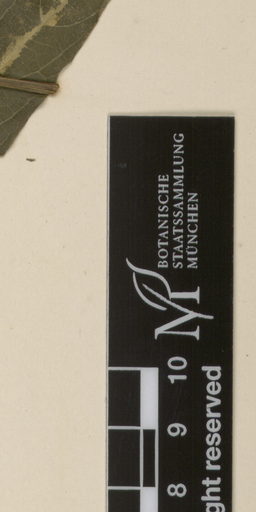 BOTANISCHE
STAATSSAMMLUNG
MÜNCHEN
M
8 9 10
ght reserved